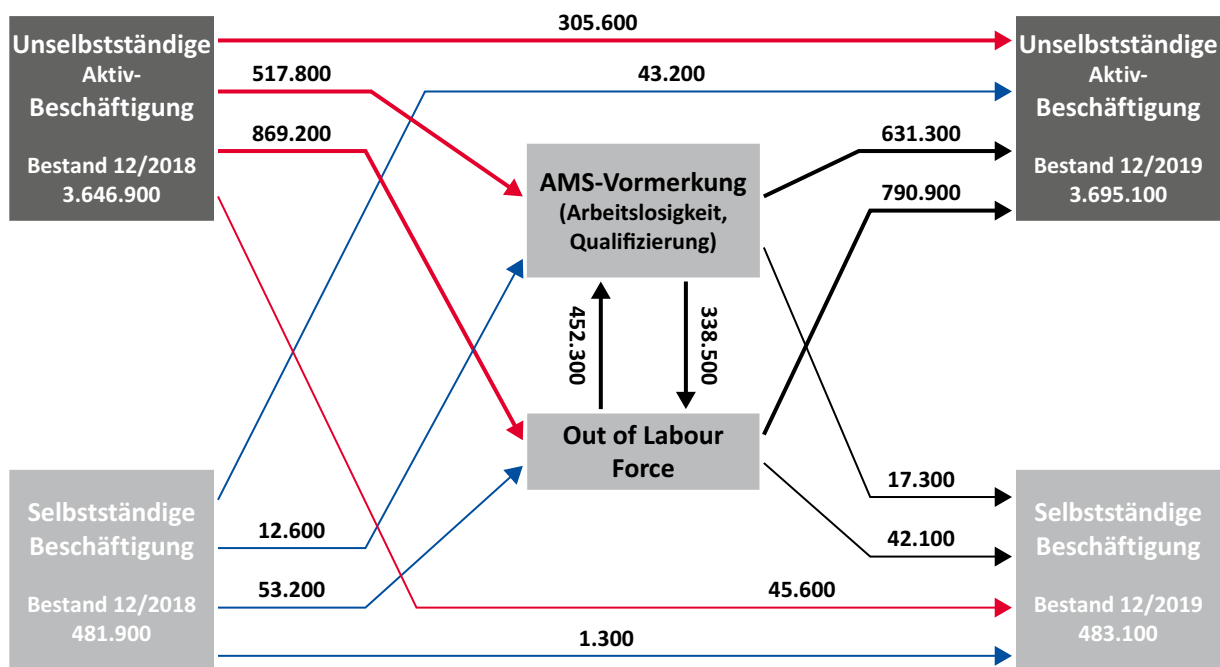 305.600
Unselbstständige
Aktiv-
Beschäftigung
Bestand 12/2018
3.646.900
517.800
869.200
43.200
631.300
790.900
Unselbstständige
Aktiv-
Beschäftigung
Bestand 12/2019
3.695.100
AMS-Vormerkung
(Arbeitslosigkeit,
Qualifizierung)
452.300
338.500
Out of Labour
Force
Selbstständige
Beschäftigung
Bestand 12/2018
481.900
12.600
53.200
17.300
42.100
45.600
1.300
Selbstständige
Beschäftigung
Bestand 12/2019
483.100